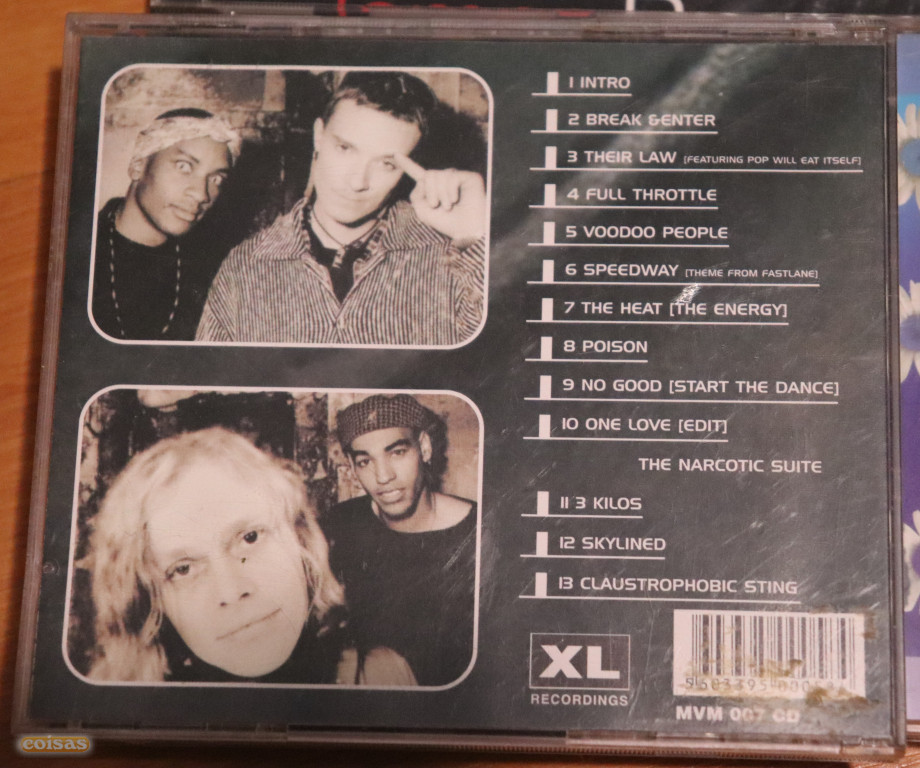 1 INTRO
2 BREAK &ENTER
3 THEIR LAW [FEATURING POP WILL EAT ITSELF]
4 FULL THROTTLE
5 VOODOO PEOPLE
6 SPEEDWAY [THEME FROM FASTLANE]
7 THE HEAT [THE ENERGY]
8 POISON
9 NO GOOD [START THE DANCE]
10 ONE LOVE [EDIT]
THE NARCOTIC SUITE
11 3 KILOS
12 SKYLINED
13 CLAUSTROPHOBIC STING
XL
RECORDINGS
MVM 007 CD
coisas